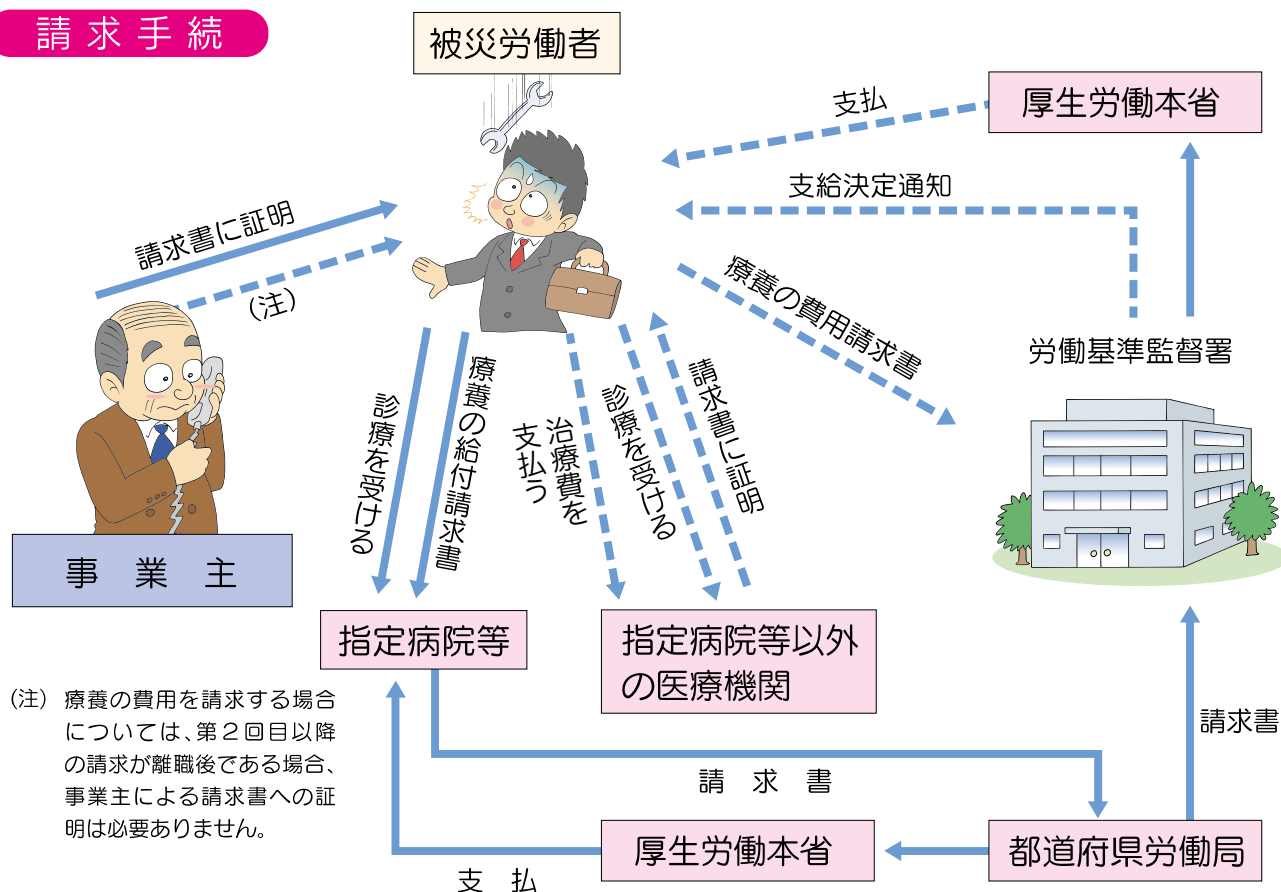 請求手続
被災労働者
厚生労働本省
支払
支給決定通知
請求書に証明
(注)
療養の費用請求書
労働基準監督署
診療を受ける
療養の給付請求書
治療費を
支払う
診療を受ける
請求書に証明
事業主
指定病院等
指定病院等以外
の医療機関
(注) 療養の費用を請求する場合
については、第2回目以降
の請求が離職後である場合、
事業主による請求書への証
明は必要ありません。
請求書
請求書
厚生労働本省
都道府県労働局
支払